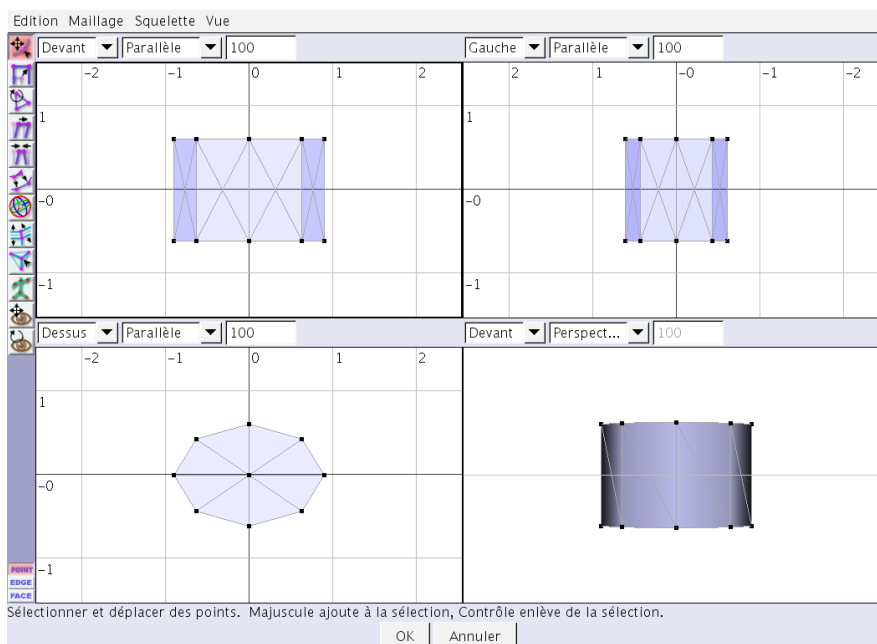 Edition Maillage Squelette Vue
Devant Parallèle 100 Gauche Parallèle 100
-2 -1 0 1 2 2 1 -0 -1 -2
1 1
-0 -0
-1 -1
Dessus Parallèle 100 Devant Perspect... 100
-2 -1 0 1 2
1
-0
-1
POINT
EDGE
FACE
Sélectionner et déplacer des points. Majuscule ajoute à la sélection, Contrôle enlève de la sélection.
OK Annuler